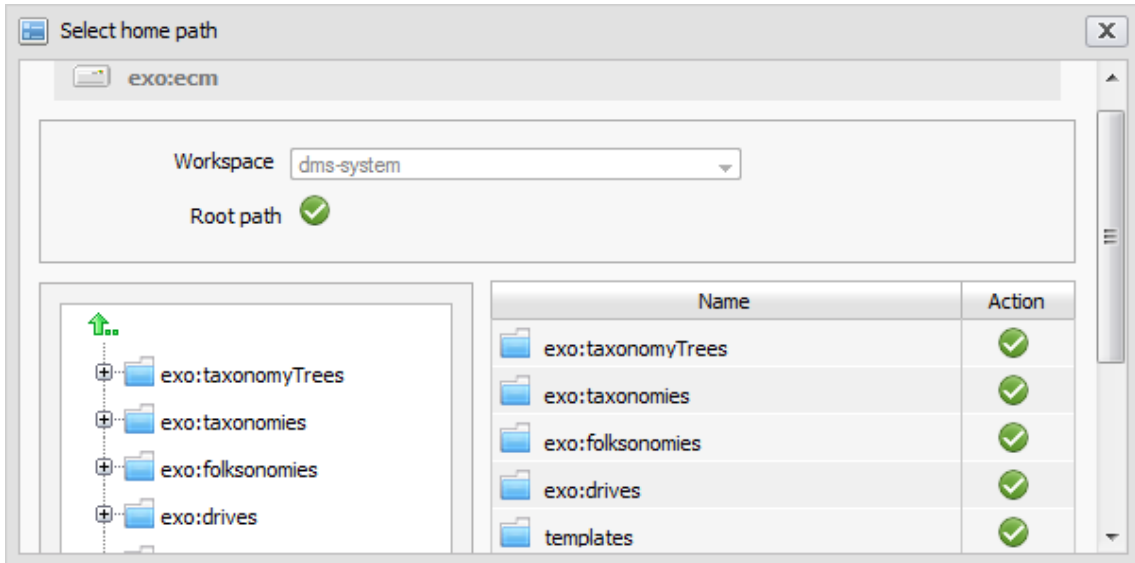 Select home path
exo:ecm
Workspace dms-system
Root path
exo:taxonomyTrees
exo:taxonomies
exo:folksonomies
exo:drives
Name Action
exo:taxonomyTrees
exo:taxonomies
exo:folksonomies
exo:drives
templates